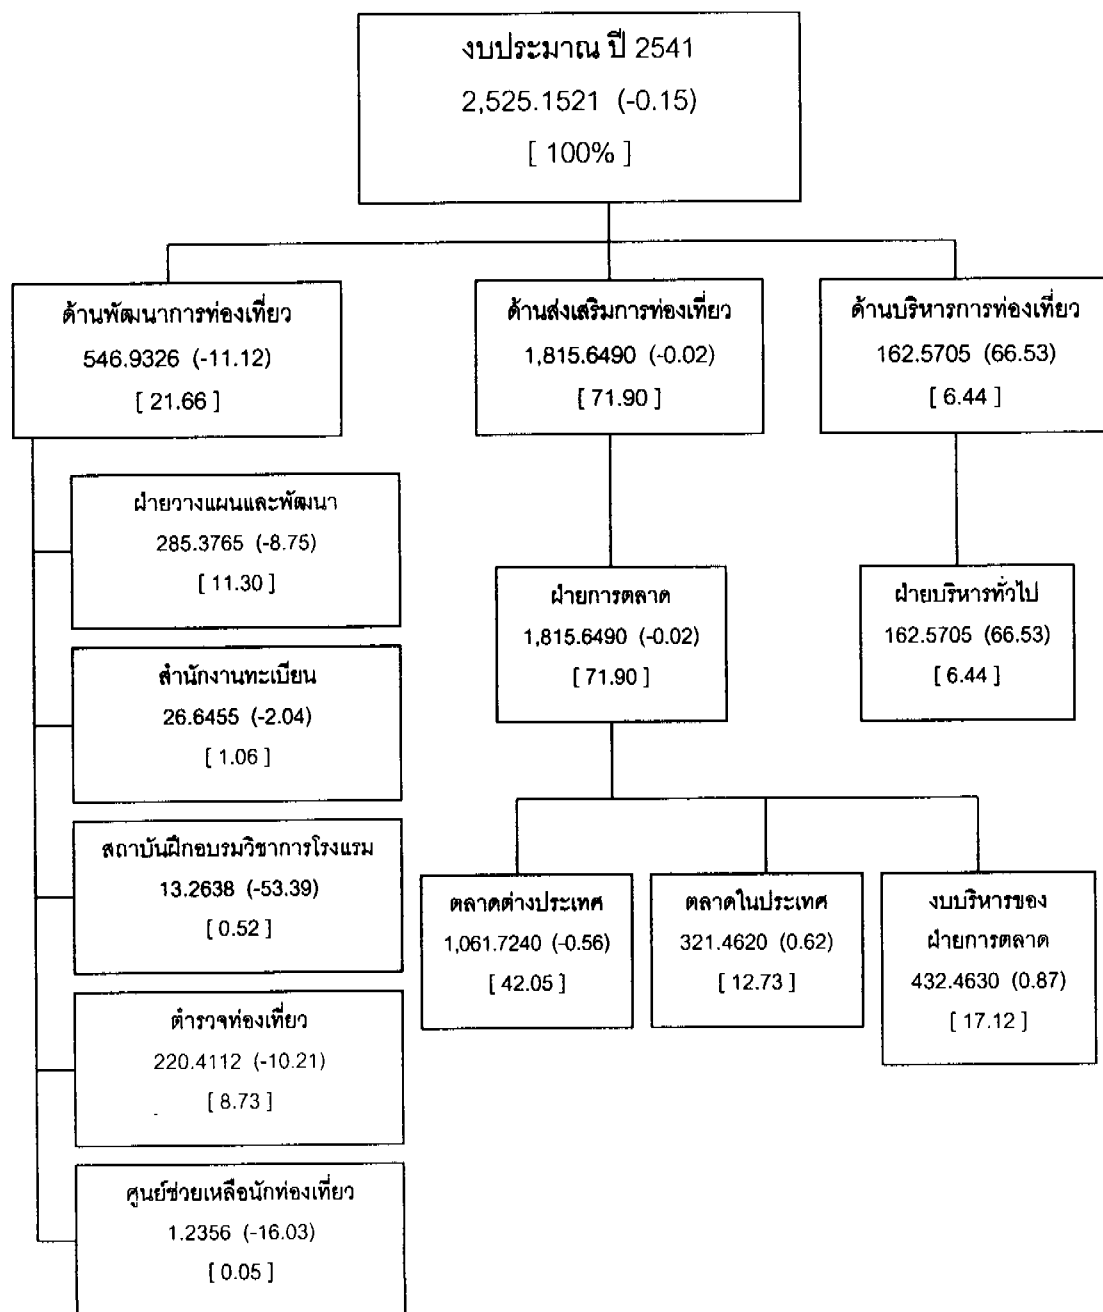 งบประมาณ ปี 2541
2,525.1521 (-0.15)
[ 100% ]
ด้านพัฒนาการท่องเที่ยว
546.9326 (-11.12)
[ 21.66 ]
ด้านส่งเสริมการท่องเที่ยว
1,815.6490 (-0.02)
[ 71.90 ]
ด้านบริหารการท่องเที่ยว
162.5705 (66.53)
[ 6.44 ]
ฝ่ายวางแผนและพัฒนา
285.3765 (-8.75)
[ 11.30 ]
สำนักงานทะเบียน
26.6455 (-2.04)
[ 1.06 ]
สถาบันฝึกอบรมวิชาการโรงแรม
13.2638 (-53.39)
[ 0.52 ]
ตำรวจท่องเที่ยว
220.4112 (-10.21)
[ 8.73 ]
ศูนย์ช่วยเหลือนักท่องเที่ยว
1.2356 (-16.03)
[ 0.05 ]
ฝ่ายการตลาด
1,815.6490 (-0.02)
[ 71.90 ]
ฝ่ายบริหารทั่วไป
162.5705 (66.53)
[ 6.44 ]
ตลาดต่างประเทศ
1,061.7240 (-0.56)
[ 42.05 ]
ตลาดในประเทศ
321.4620 (0.62)
[ 12.73 ]
งบบริหารของ
ฝ่ายการตลาด
432.4630 (0.87)
[ 17.12 ]